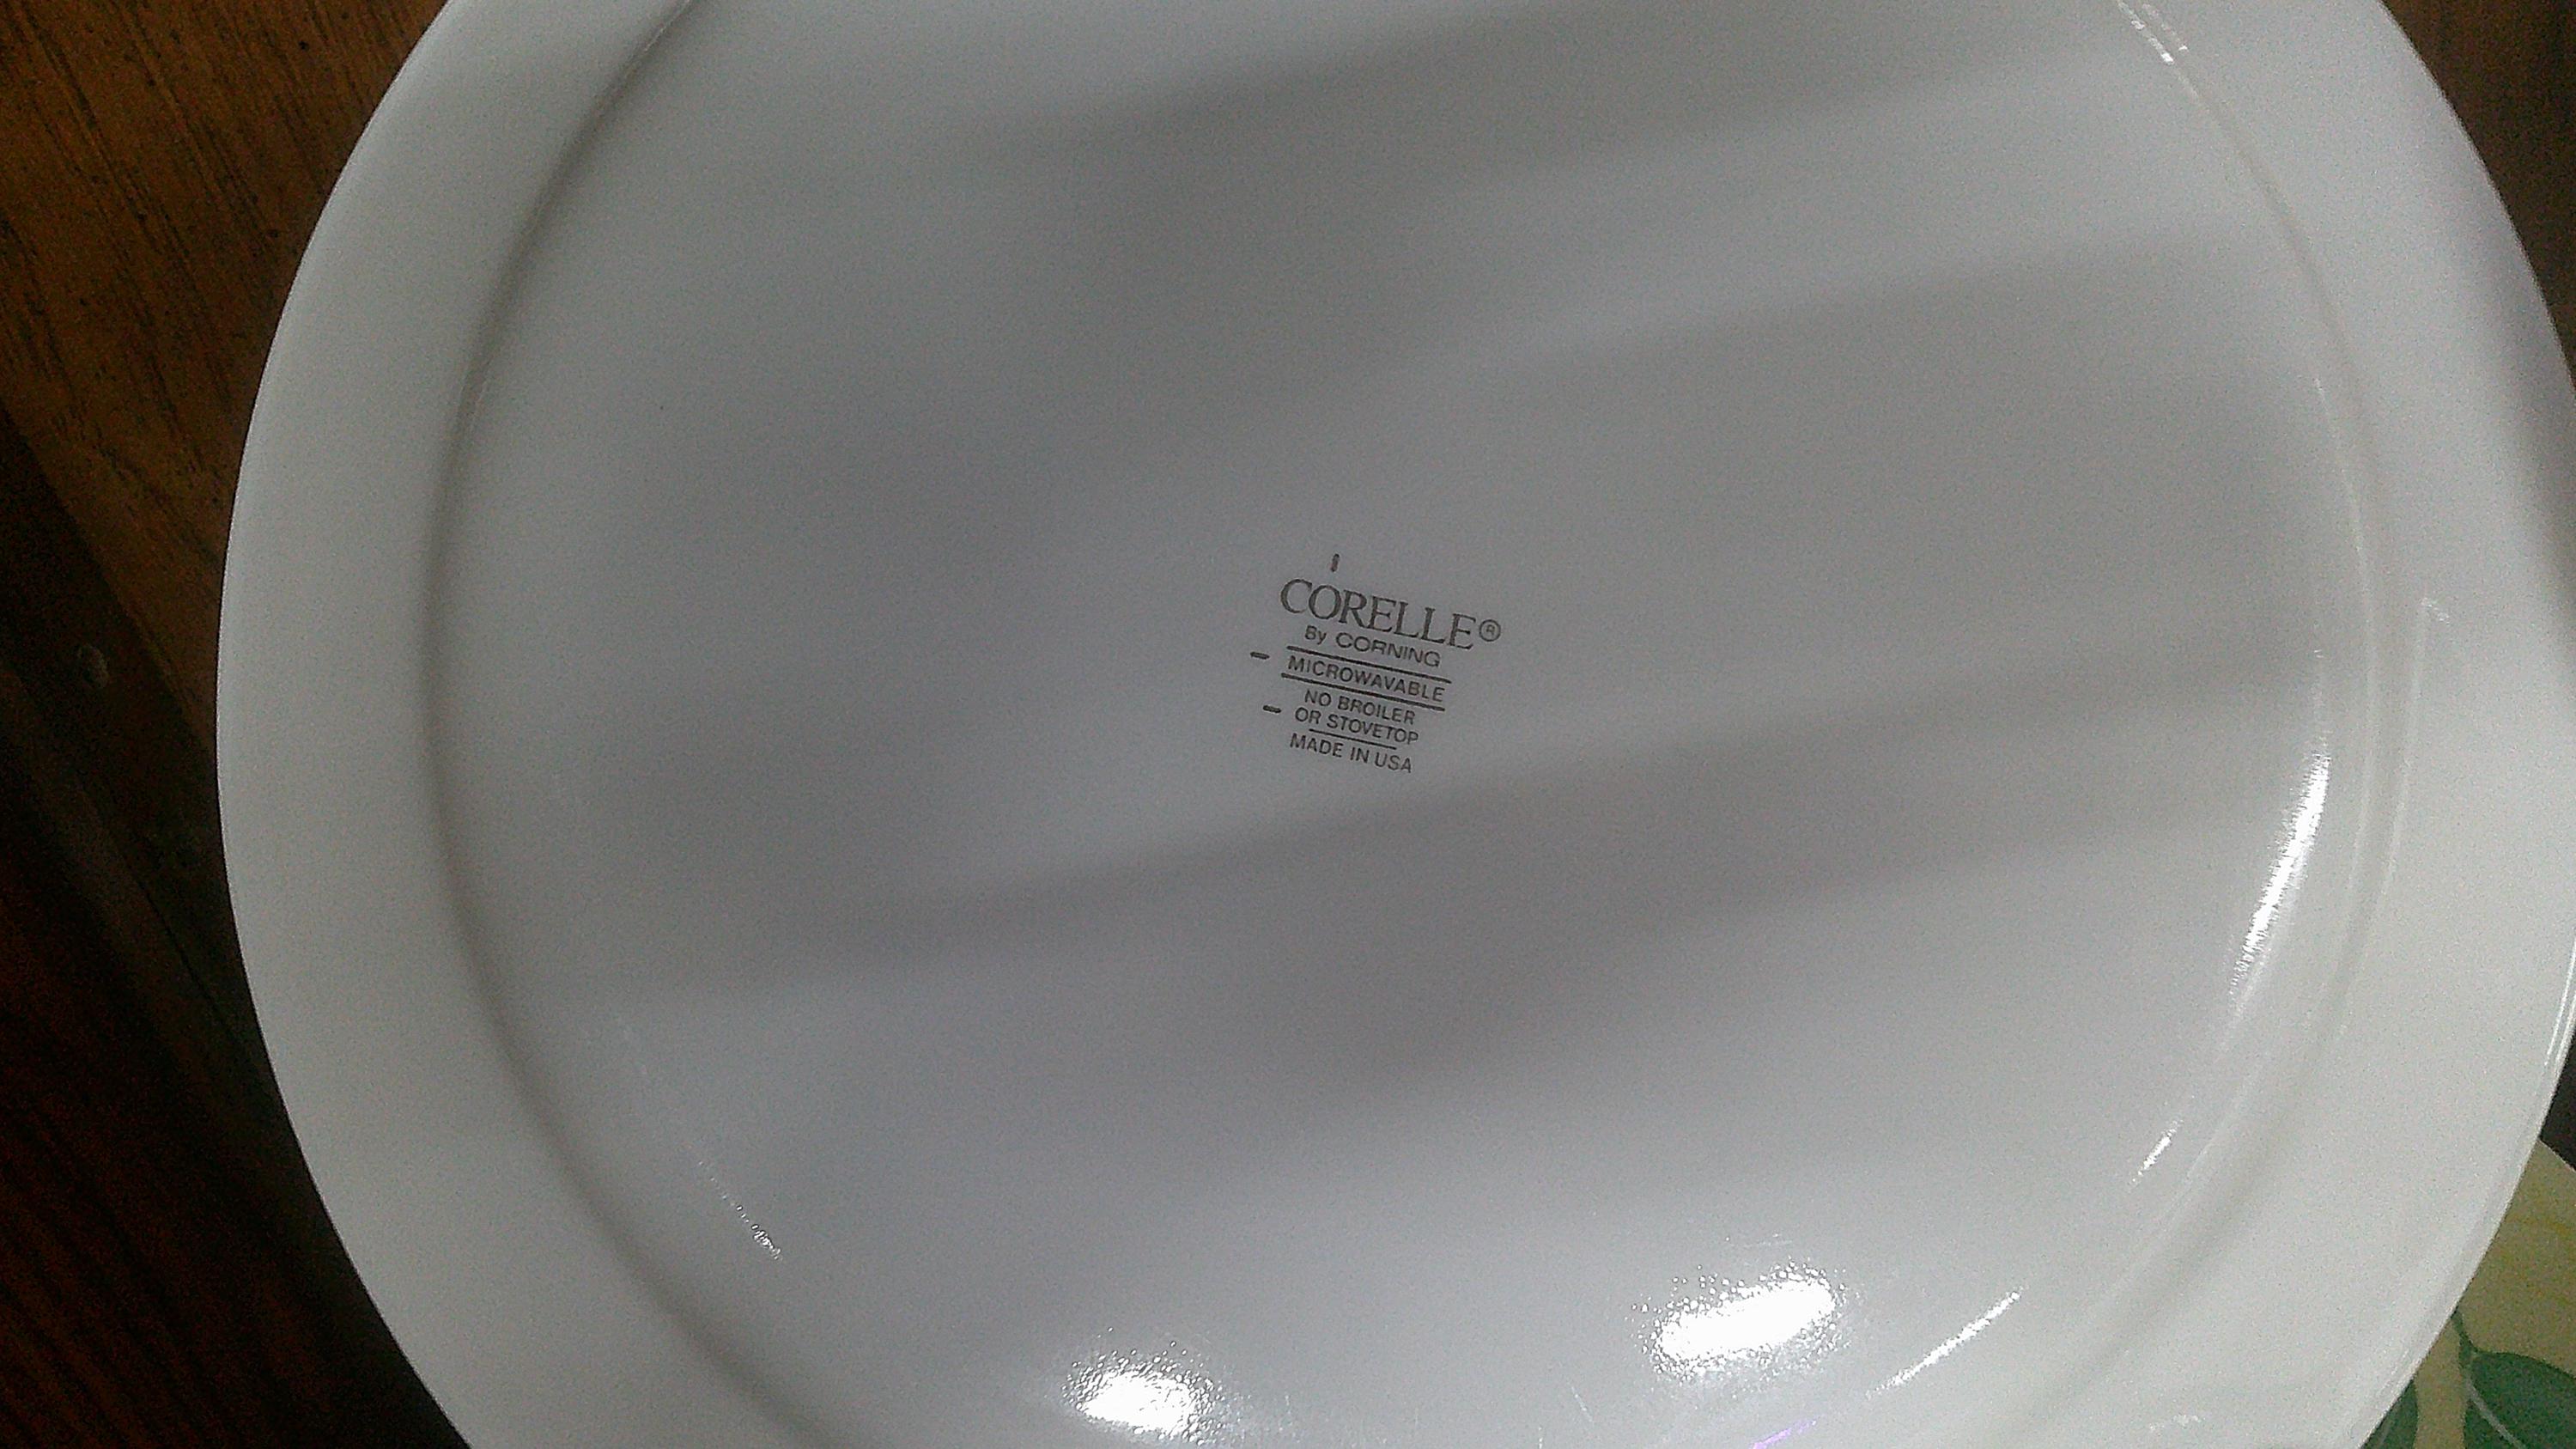 CORELLE®
By CORNING
MICROWAVABLE
NO BROILER
OR STOVETOP
MADE IN USA